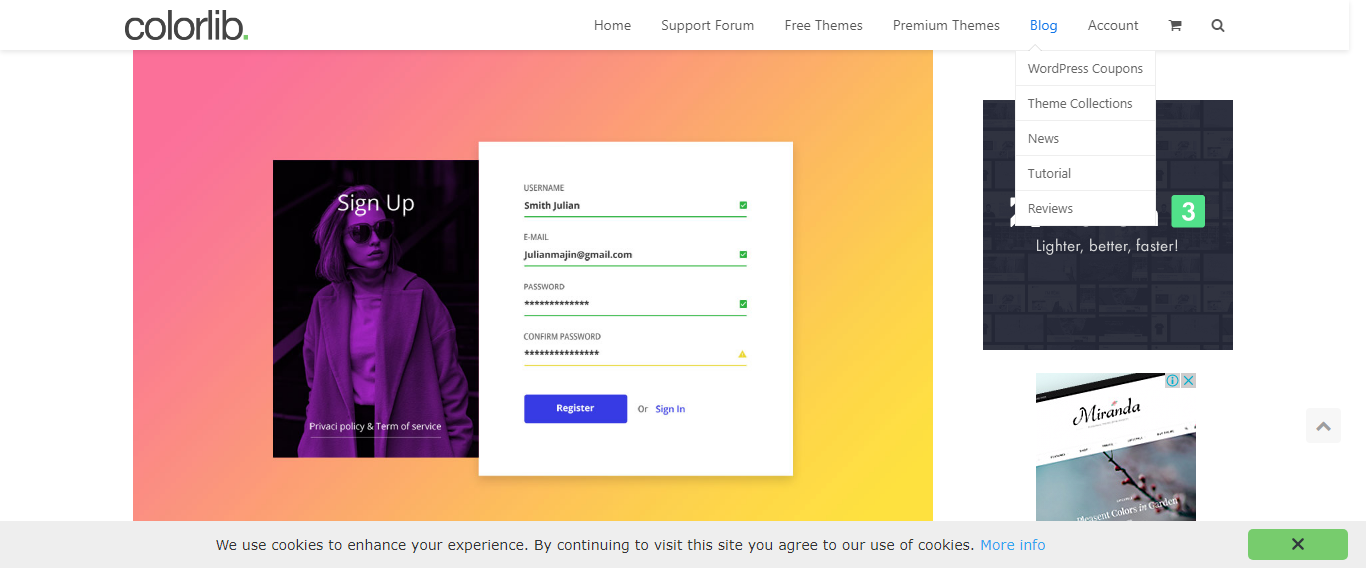 colorlib.
Home Support Forum Free Themes Premium Themes Blog Account
WordPress Coupons
Theme Collections
News
Tutorial
Reviews
3
Lighter, better, faster!
Sign Up
Privaci policy & Term of service
USERNAME
Smith Julian
E-MAIL
Julianmajin@gmail.com
PASSWORD
*************
CONFIRM PASSWORD
***************
Register Or Sign In
Miranda
Pleasent Colors in Garden
We use cookies to enhance your experience. By continuing to visit this site you agree to our use of cookies. More info